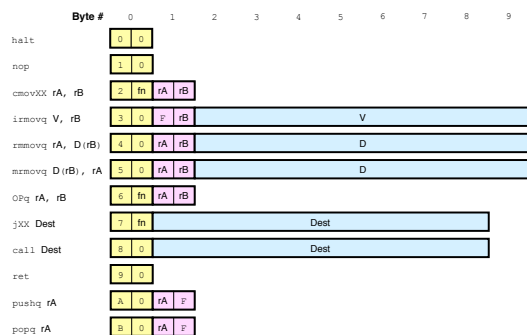 Byte # 0 1 2 3 4 5 6 7 8 9
halt 0 0
nop 1 0
cmovXX rA, rB 2 fn rA rB
irmovq V, rB 3 0 F rB V
rmmovq rA, D(rB) 4 0 rA rB D
mrmovq D(rB), rA 5 0 rA rB D
OPq rA, rB 6 fn rA rB
jXX Dest 7 fn Dest
call Dest 8 0 Dest
ret 9 0
pushq rA A 0 rA F
popq rA B 0 rA F